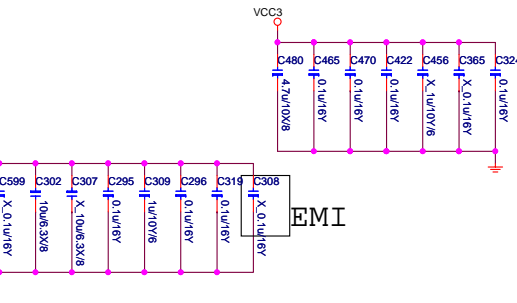 VCC3
C480 C465 C470 C422 C456 C365 C324
4.7u/10X/8 0.1u/16Y 0.1u/16Y 0.1u/16Y X_1u/10Y/6 X_0.1u/16Y 0.1u/16Y
C599 C302 C307 C295 C309 C296 C319 C308
X_0.1u/16Y 10u/6.3X/8 X_10u/6.3X/8 0.1u/16Y 1u/10Y/6 0.1u/16Y 0.1u/16Y X_0.1u/16Y
EMI